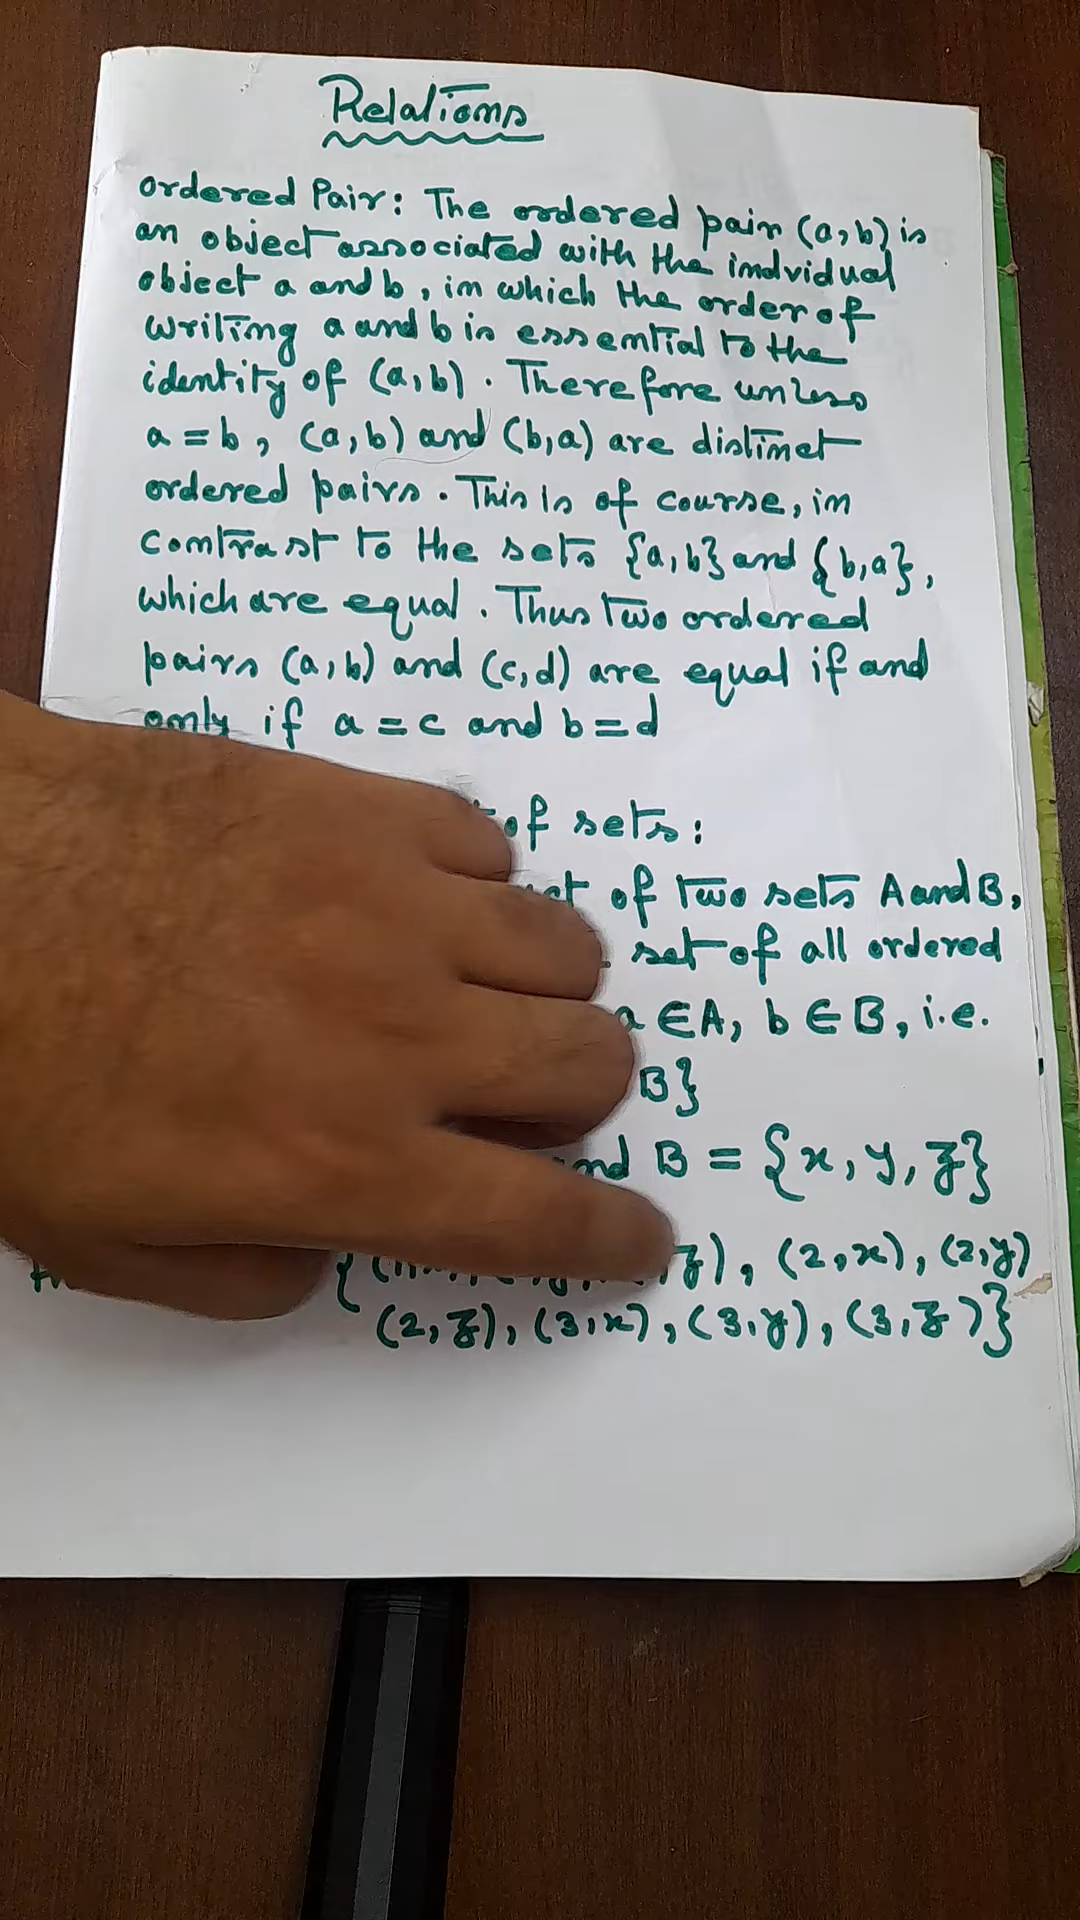 Relations
Ordered Pair: The ordered pair (a,b) is
an object associated with the indvidual
object a and b, in which the order of
writing a and b is essential to the
identity of (a,b). Therefore unless
a = b, (a,b) and (b,a) are distinct
ordered pairs. This is of course, in
contrast to the sets {a,b} and {b,a},
which are equal. Thus two ordered
pairs (a,b) and (c,d) are equal if and
only if a = c and b = d
of sets:
of two sets A and B,
set of all ordered
a ∈ A, b ∈ B, i.e.
B}
and B = {x, y, z}
z), (2,x), (2,y)
(2,z), (3,x), (3,y), (3,z)}